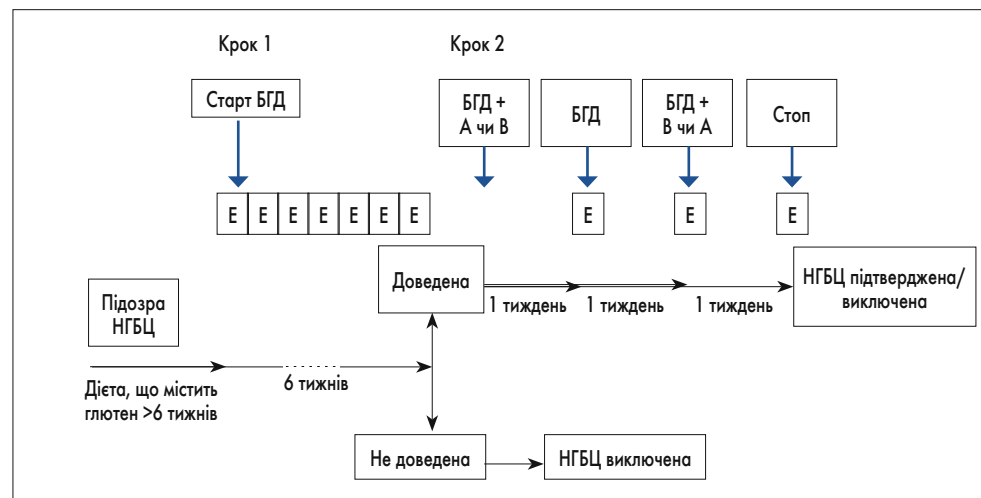 Крок 1
Крок 2
Старт БГД
БГД +
А чи В
БГД
БГД +
В чи А
Стоп
Е Е Е Е Е Е Е
Е
Е
Е
Підозра
НГБЦ
Доведена
НГБЦ підтверджена/
виключена
1 тиждень
1 тиждень
1 тиждень
6 тижнів
Дієта, що містить
глютен >6 тижнів
Не доведена
НГБЦ виключена